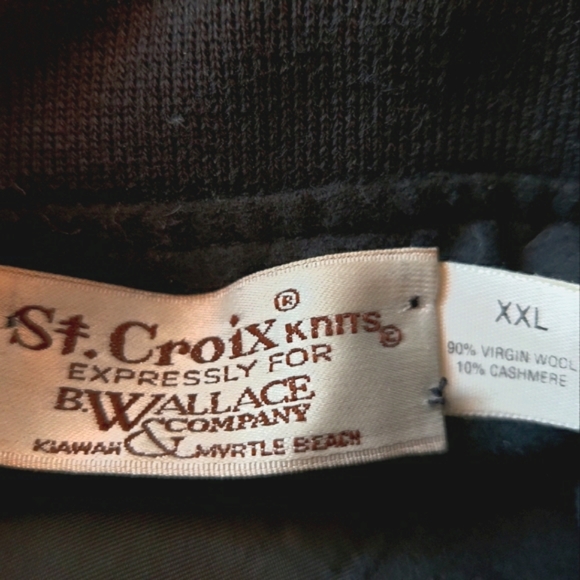 St. Croix KNITS ® ©
EXPRESSLY FOR
B. WALLACE
& COMPANY
KIAWAH MYRTLE BEACH
XXL
90% VIRGIN WOOL
10% CASHMERE